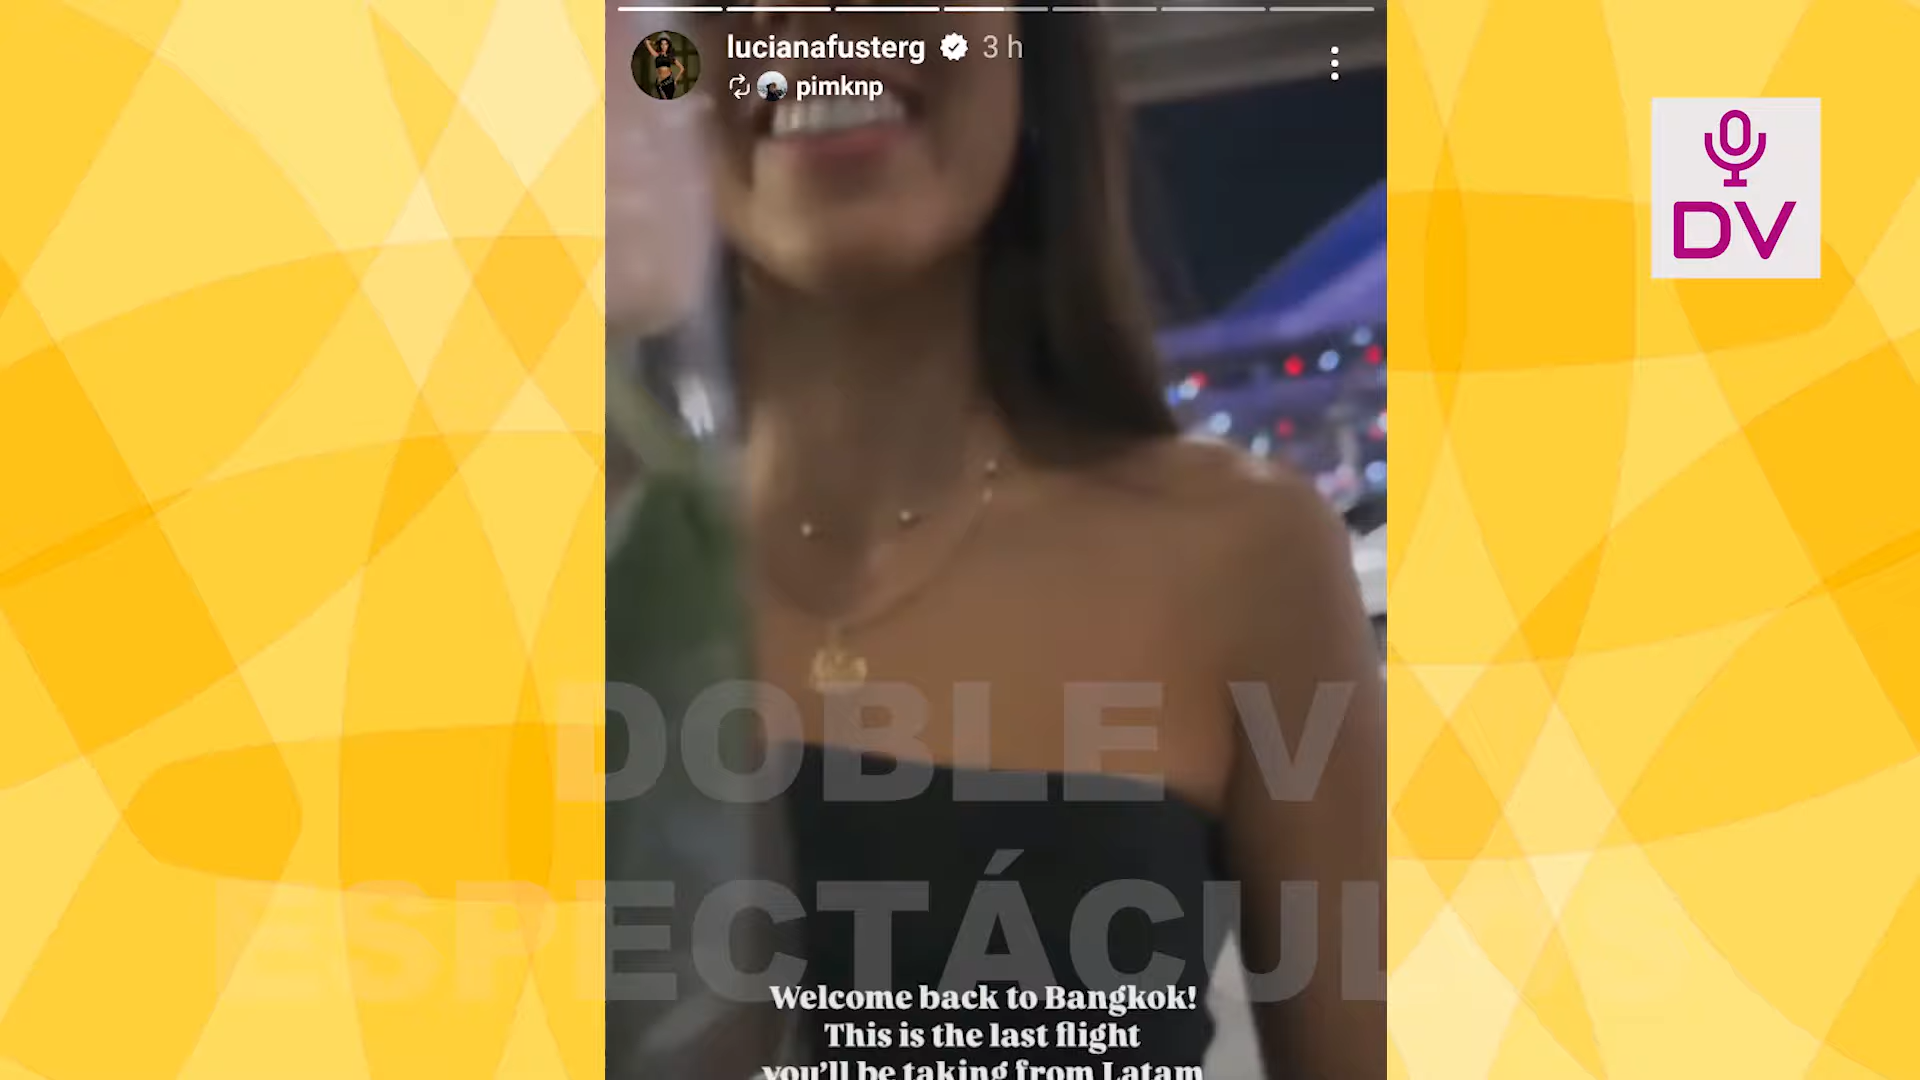 lucianafusterg 3 h
pimknp
DV
DOBLE V
ESPECTÁCUL
Welcome back to Bangkok!
This is the last flight
you'll be taking from Latam